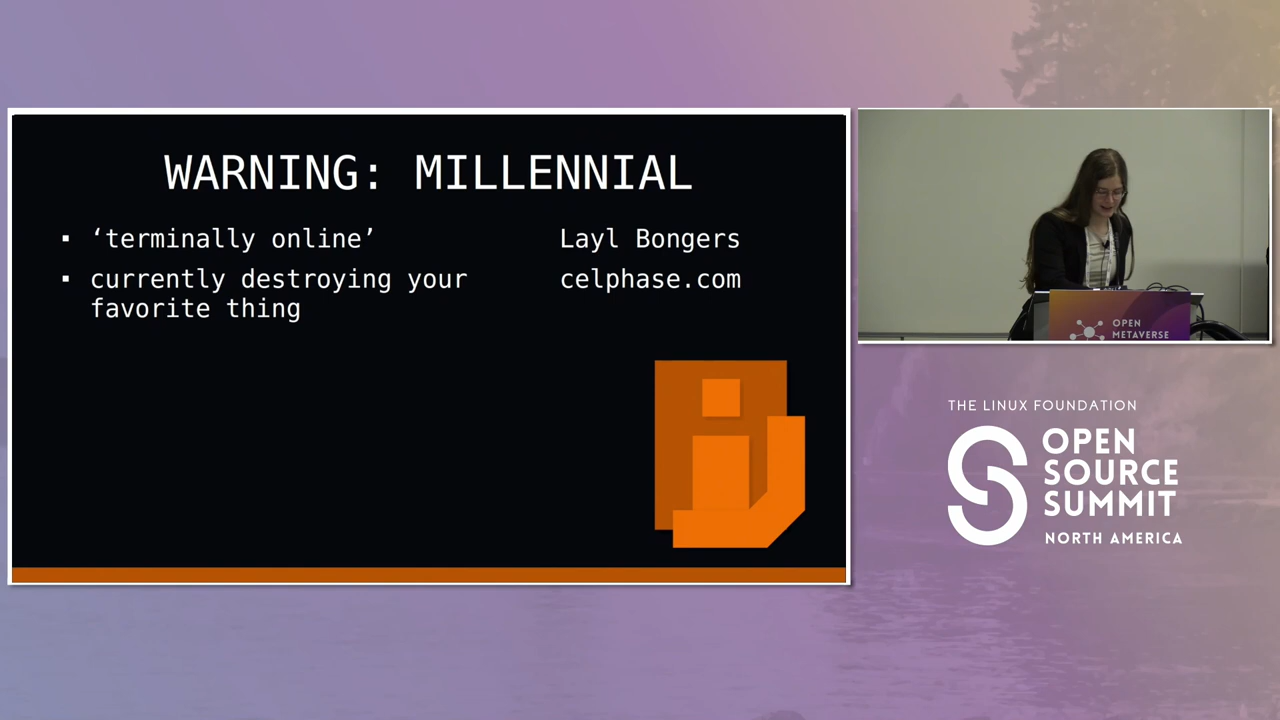 WARNING: MILLENNIAL
▪ ‘terminally online’
▪ currently destroying your
favorite thing
Layl Bongers
celphase.com
OPEN
METAVERSE
THE LINUX FOUNDATION
OPEN
SOURCE
SUMMIT
NORTH AMERICA